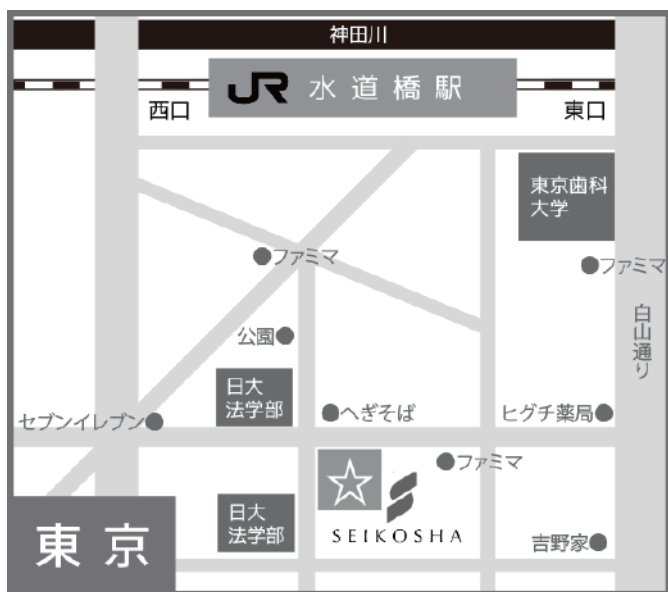 神田川
JR 水道橋駅
西口
東口
東京歯科
大学
ファミマ
ファミマ
白山通り
公園
日大
法学部
へぎそば
ヒグチ薬局
セブンイレブン
ファミマ
日大
法学部
SEIKOSHA
吉野家
東京